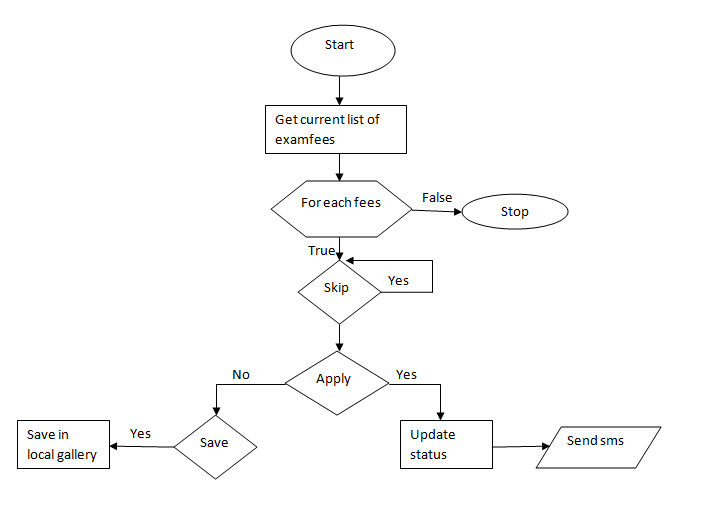 Start
Get current list of
examfees
For each fees
False
Stop
True
Skip
Yes
No
Apply
Yes
Save in
local gallery
Yes
Save
Update
status
Send sms